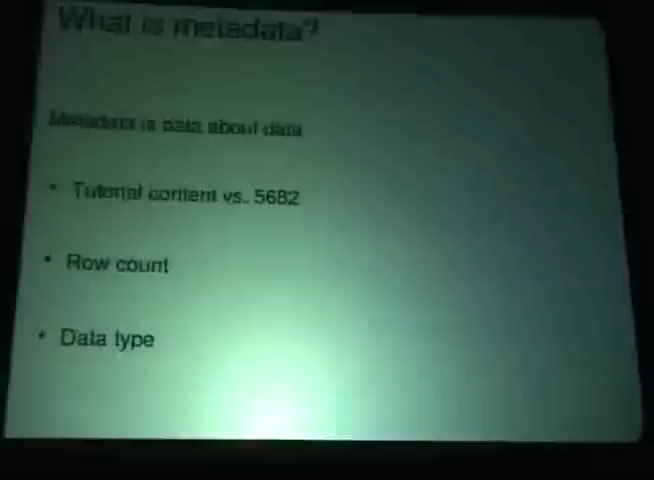 What is metadata?
Metadata is data about data
• Tutorial content vs. 5682
• Row count
• Data type